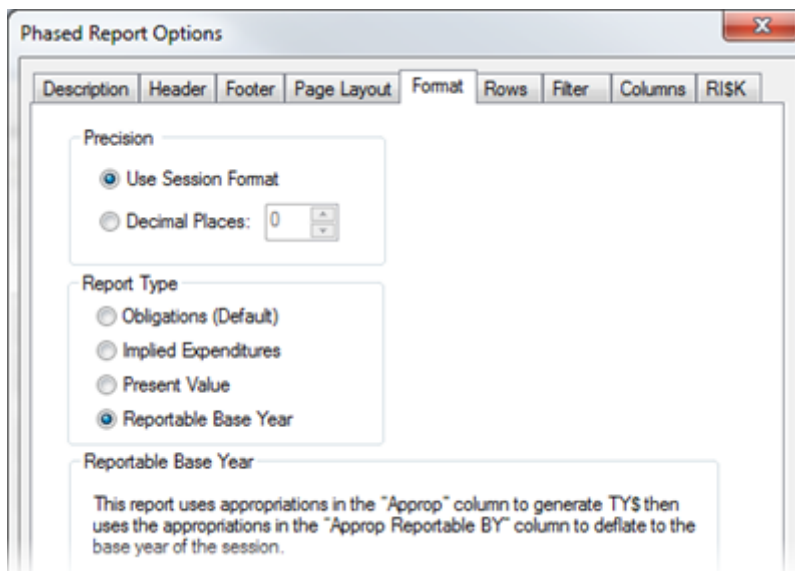 Phased Report Options
Description Header Footer Page Layout Format Rows Filter Columns RI$K
Precision
Use Session Format
Decimal Places: 0
Report Type
Obligations (Default)
Implied Expenditures
Present Value
Reportable Base Year
Reportable Base Year
This report uses appropriations in the "Approp" column to generate TY$ then
uses the appropriations in the "Approp Reportable BY" column to deflate to the
base year of the session.